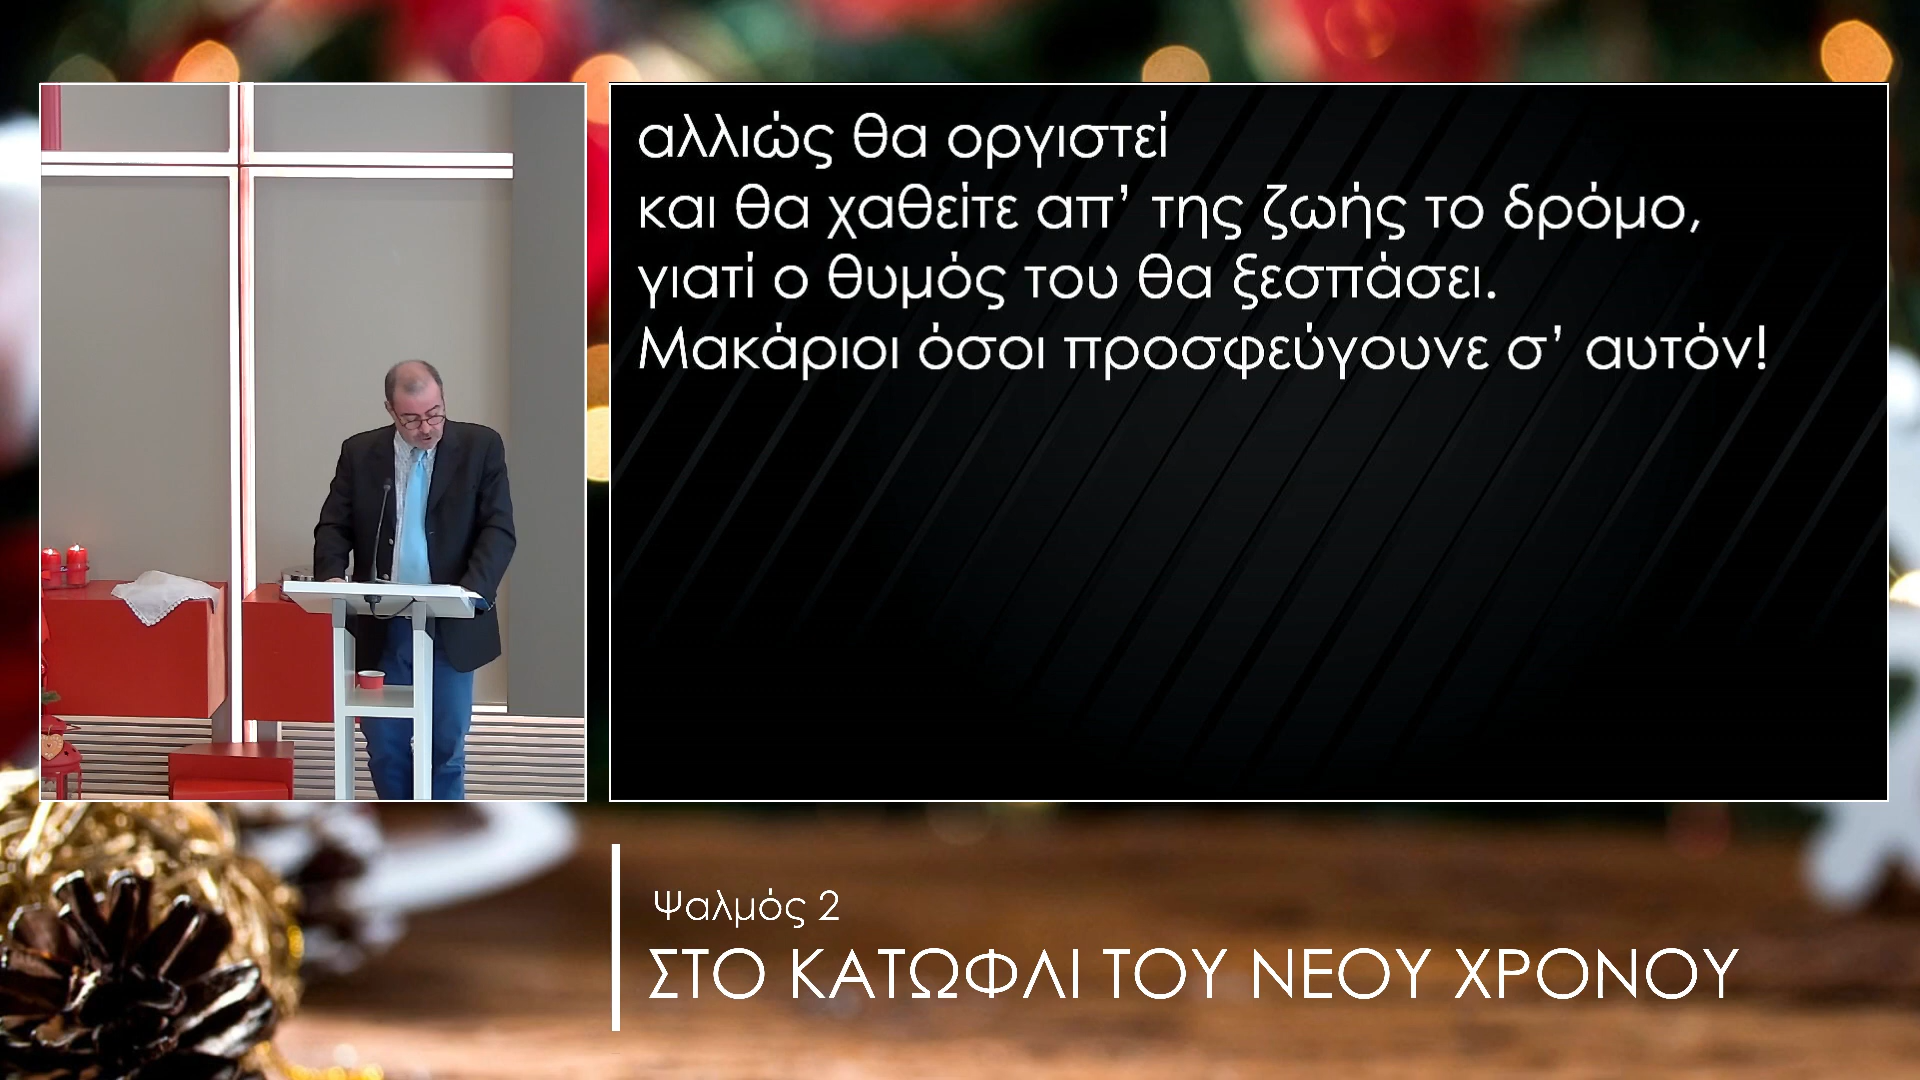 αλλιώς θα οργιστεί
και θα χαθείτε απ’ της ζωής το δρόμο,
γιατί ο θυμός του θα ξεσπάσει.
Μακάριοι όσοι προσφεύγουνε σ’ αυτόν!
Ψαλμός 2
ΣΤΟ ΚΑΤΩΦΛΙ ΤΟΥ ΝΕΟΥ ΧΡΟΝΟΥ